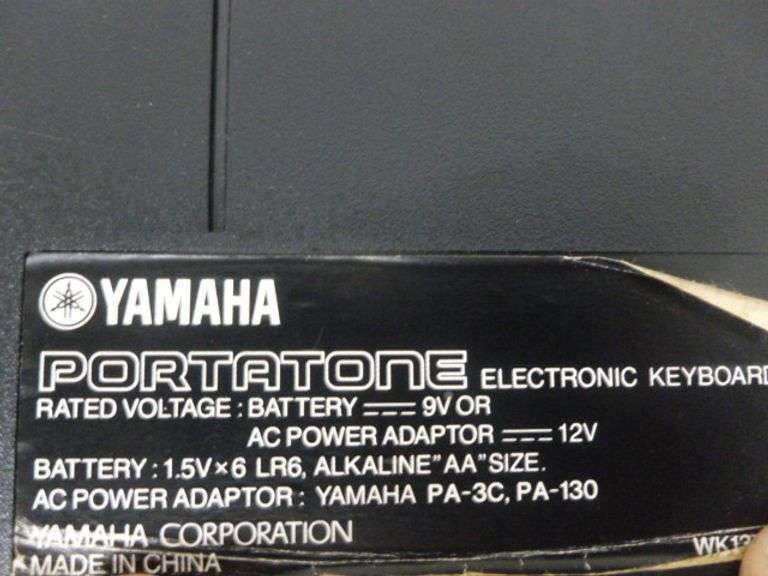 YAMAHA
PORTATONE ELECTRONIC KEYBOARD
RATED VOLTAGE : BATTERY ⎓ 9V OR
AC POWER ADAPTOR ⎓ 12V
BATTERY : 1.5V×6 LR6, ALKALINE"AA"SIZE.
AC POWER ADAPTOR : YAMAHA PA-3C, PA-130
YAMAHA CORPORATION
MADE IN CHINA